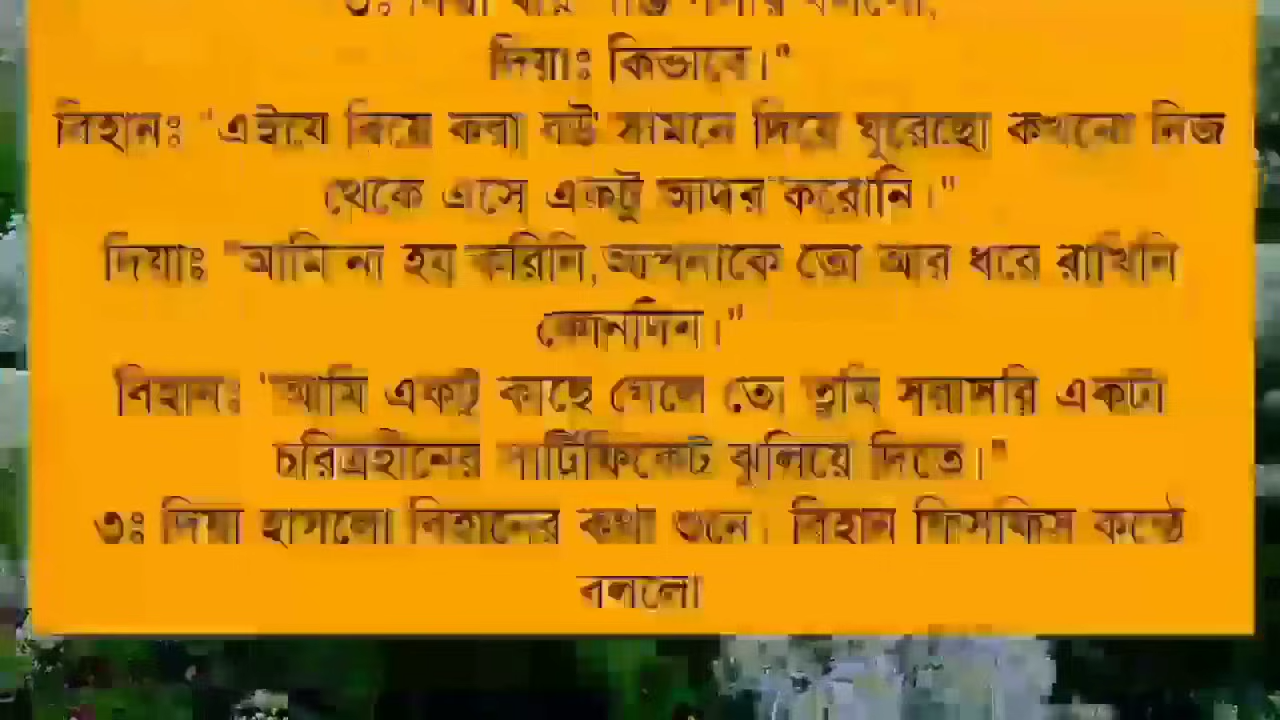 দিয়াঃ কিভাবে।"
বিহানঃ "এইযে বিয়ে করা বউ সামনে দিয়ে ঘুরেছো কখনো নিজ
থেকে এসে একটু আদর করোনি।"
দিয়াঃ "আমি না হয় করিনি,আপনাকে তো আর ধরে রাখিনি
কোনদিন।"
বিহানঃ "আমি একটু কাছে গেলে তো তুমি সরাসরি একটা
চরিত্রহীনের সার্টিফিকেট ঝুলিয়ে দিতে।"
৩ঃ দিয়া হাসলো বিহানের কথা শুনে। বিহান ফিসফিস কন্ঠে
বললো